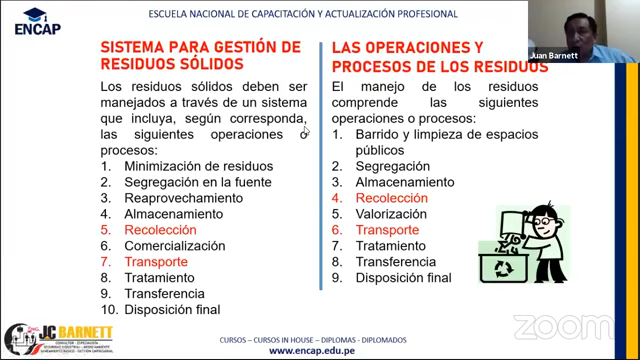 ESCUELA NACIONAL DE CAPACITACIÓN Y ACTUALIZACIÓN PROFESIONAL
ENCAP
Juan Barnett
SISTEMA PARA GESTIÓN DE
RESIDUOS SÓLIDOS
Los residuos sólidos deben ser
manejados a través de un sistema
que incluya, según corresponda,
las siguientes operaciones o
procesos:
1. Minimización de residuos
2. Segregación en la fuente
3. Reaprovechamiento
4. Almacenamiento
5. Recolección
6. Comercialización
7. Transporte
8. Tratamiento
9. Transferencia
10. Disposición final
LAS OPERACIONES Y
PROCESOS DE LOS RESIDUOS
El manejo de los residuos
comprende las siguientes
operaciones o procesos:
1. Barrido y limpieza de espacios
públicos
2. Segregación
3. Almacenamiento
4. Recolección
5. Valorización
6. Transporte
7. Tratamiento
8. Transferencia
9. Disposición final
JC BARNETT
CURSOS – CURSOS IN HOUSE – DIPLOMAS - DIPLOMADOS
www.encap.edu.pe
zoom